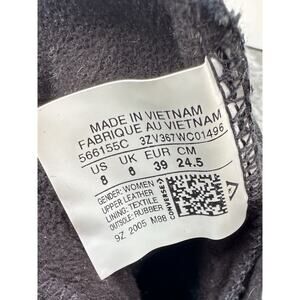 MADE IN VIETNAM
FABRIQUE AU VIETNAM
566155C 3ZV367WC01496
US UK EUR CM
8 6 39 24.5
GENDER: WOMEN
UPPER: LEATHER
LINING: TEXTILE
OUTSOLE: RUBBER
9Z 2005 M88
CONVERSE